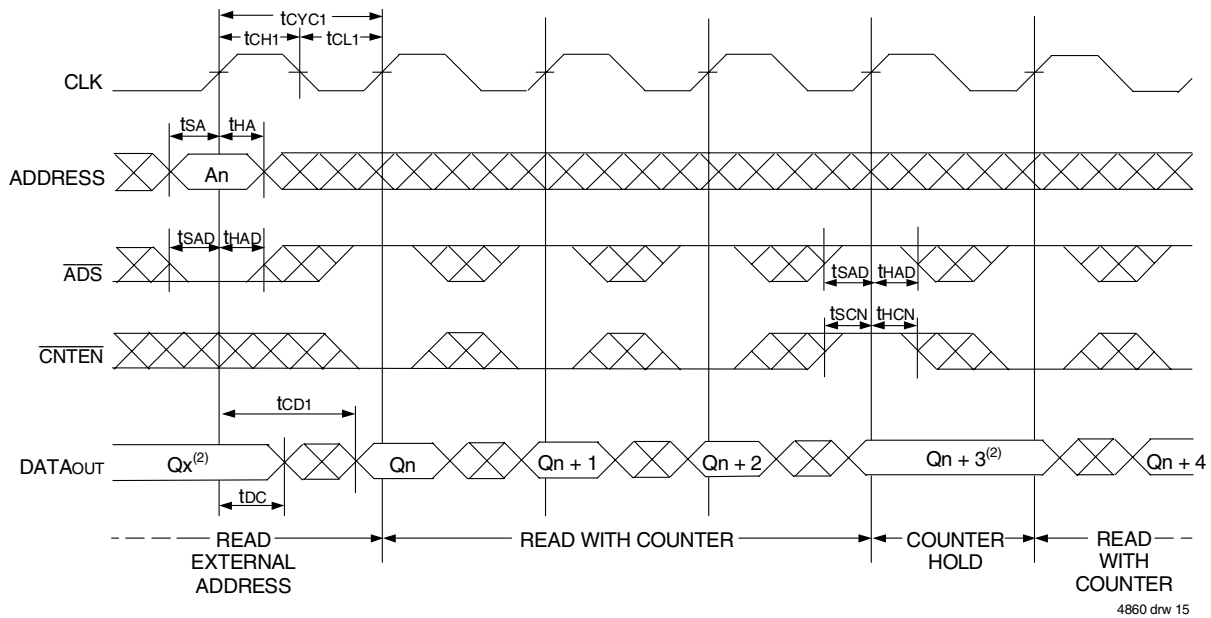 tCYC1
tCH1 tCL1
CLK
tSA tHA
ADDRESS An
tSAD tHAD
ADS
tSAD tHAD
tSCN tHCN
CNTEN
tCD1
DATAOUT Qx(2) Qn Qn + 1 Qn + 2 Qn + 3(2) Qn + 4
tDC
READ EXTERNAL ADDRESS
READ WITH COUNTER
COUNTER HOLD
READ WITH COUNTER
4860 drw 15